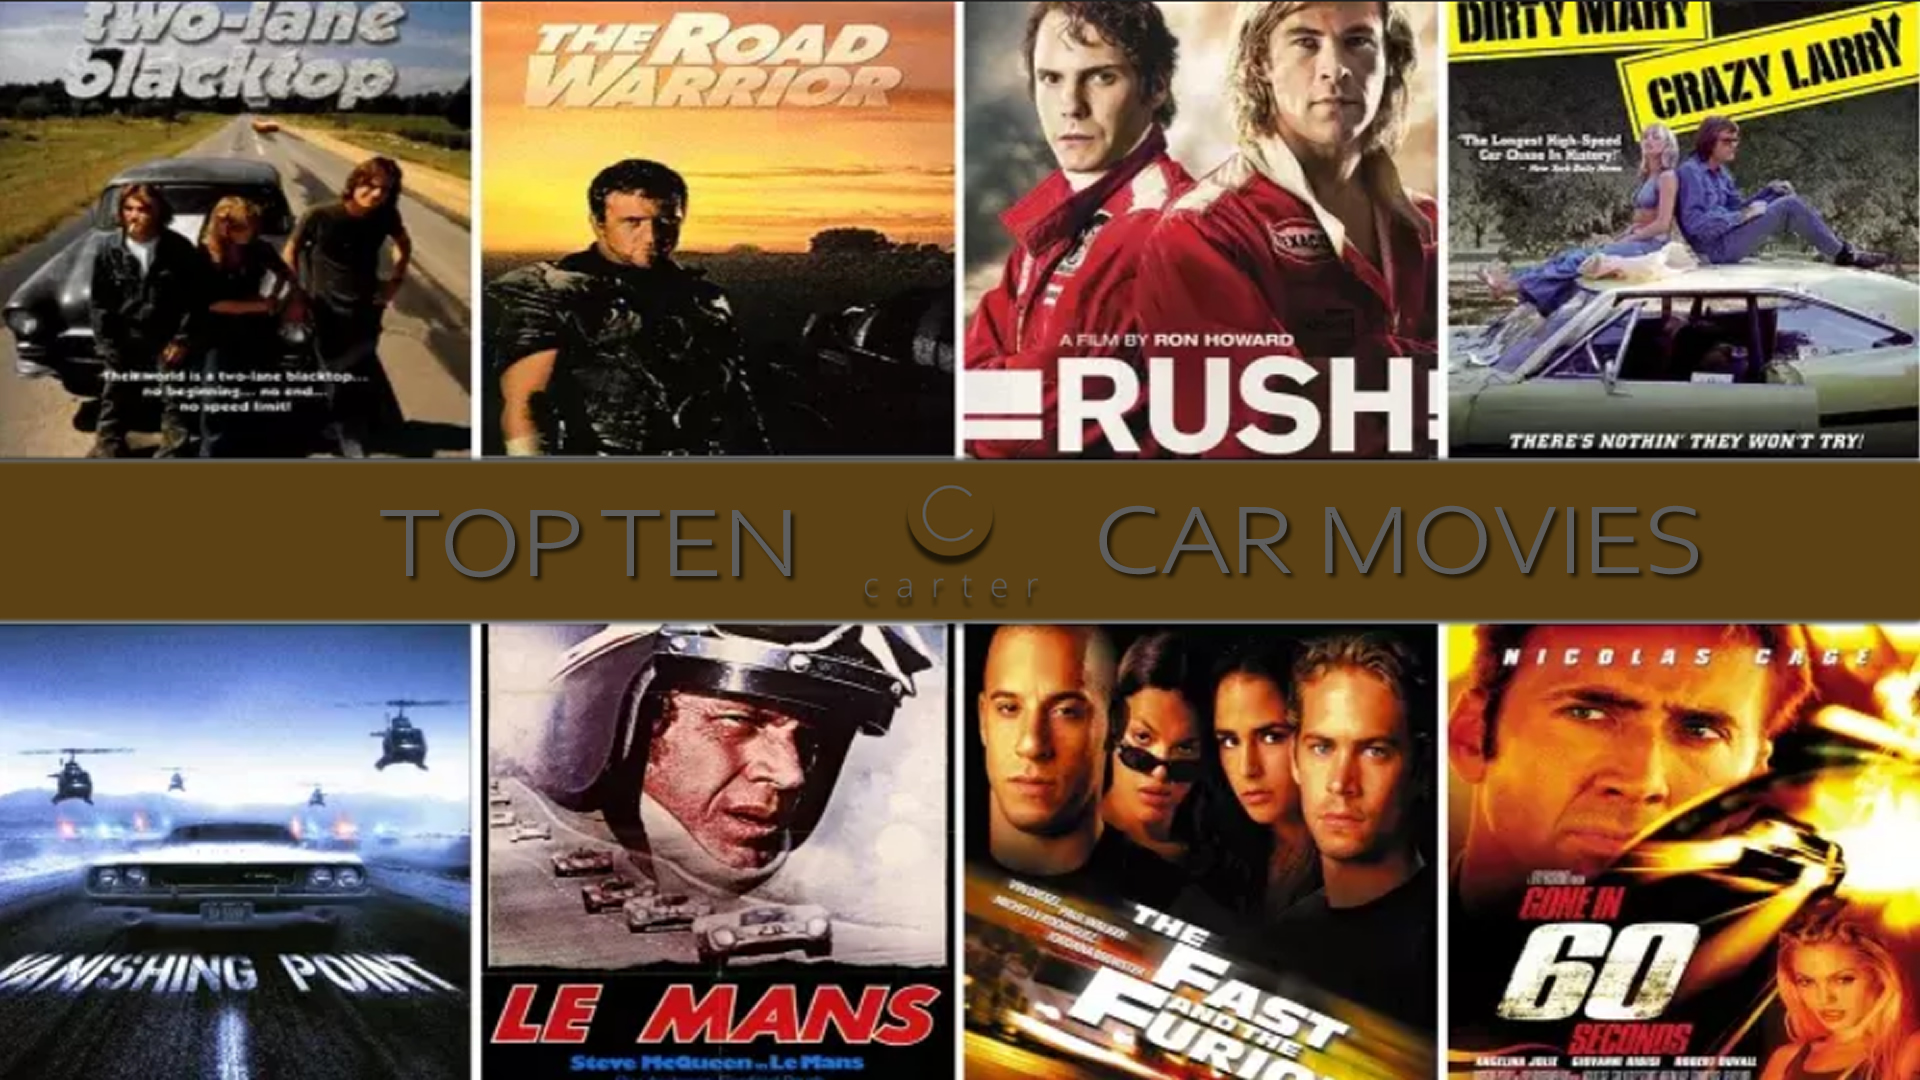 two-lane
blacktop
Their world is a two-lane blacktop...
no beginning... no end...
no speed limit!
THE ROAD
WARRIOR
TEXACO
A FILM BY RON HOWARD
RUSH
DIRTY MARY
CRAZY LARRY
"The Longest High-Speed
Car Chase In History!"
- New York Daily News
THERE'S NOTHIN' THEY WON'T TRY!
TOP TEN
C
carter
CAR MOVIES
VANISHING POINT
LE MANS
Steve McQueen in Le Mans
VIN DIESEL PAUL WALKER
MICHELLE RODRIGUEZ
JORDANA BREWSTER
THE
FAST
AND THE
FURIO
NICOLAS CAGE
GONE IN
60
SECONDS
ANGELINA JOLIE GIOVANNI RIBISI ROBERT DUVALL